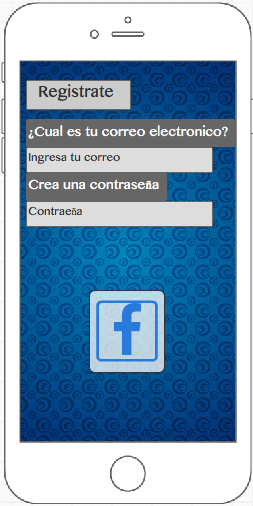 Registrate
¿Cual es tu correo electronico?
Ingresa tu correo
Crea una contraseña
Contraeña
f